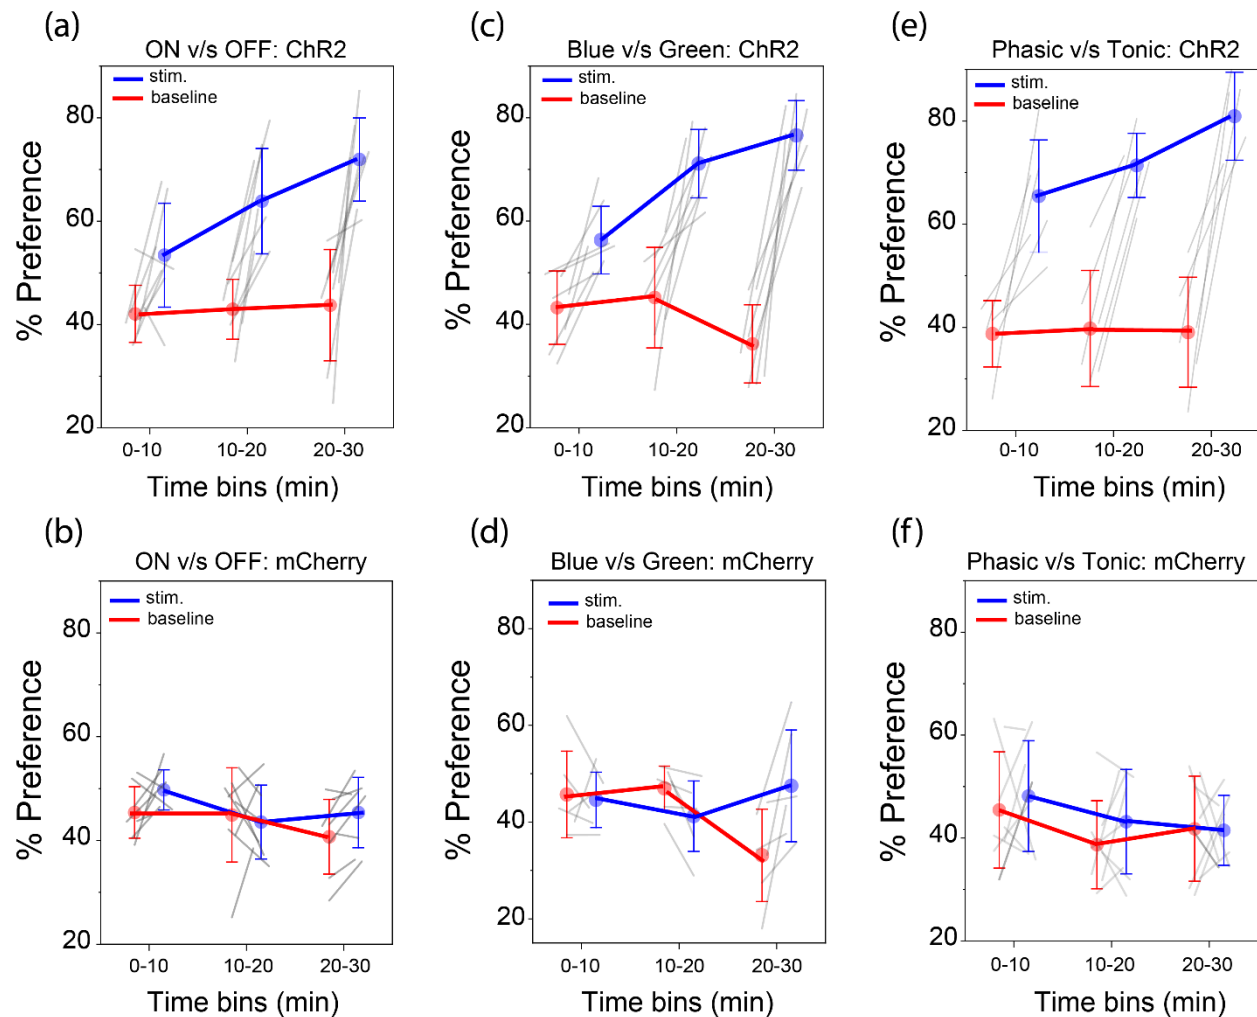 (a)
ON v/s OFF: ChR2
stim.
baseline
% Preference
80
60
40
20
0-10
10-20
20-30
Time bins (min)
(c)
Blue v/s Green: ChR2
stim.
baseline
% Preference
80
60
40
20
0-10
10-20
20-30
Time bins (min)
(e)
Phasic v/s Tonic: ChR2
stim.
baseline
% Preference
80
60
40
20
0-10
10-20
20-30
Time bins (min)
(b)
ON v/s OFF: mCherry
stim.
baseline
% Preference
80
60
40
20
0-10
10-20
20-30
Time bins (min)
(d)
Blue v/s Green: mCherry
stim.
baseline
% Preference
80
60
40
20
0-10
10-20
20-30
Time bins (min)
(f)
Phasic v/s Tonic: mCherry
stim.
baseline
% Preference
80
60
40
20
0-10
10-20
20-30
Time bins (min)